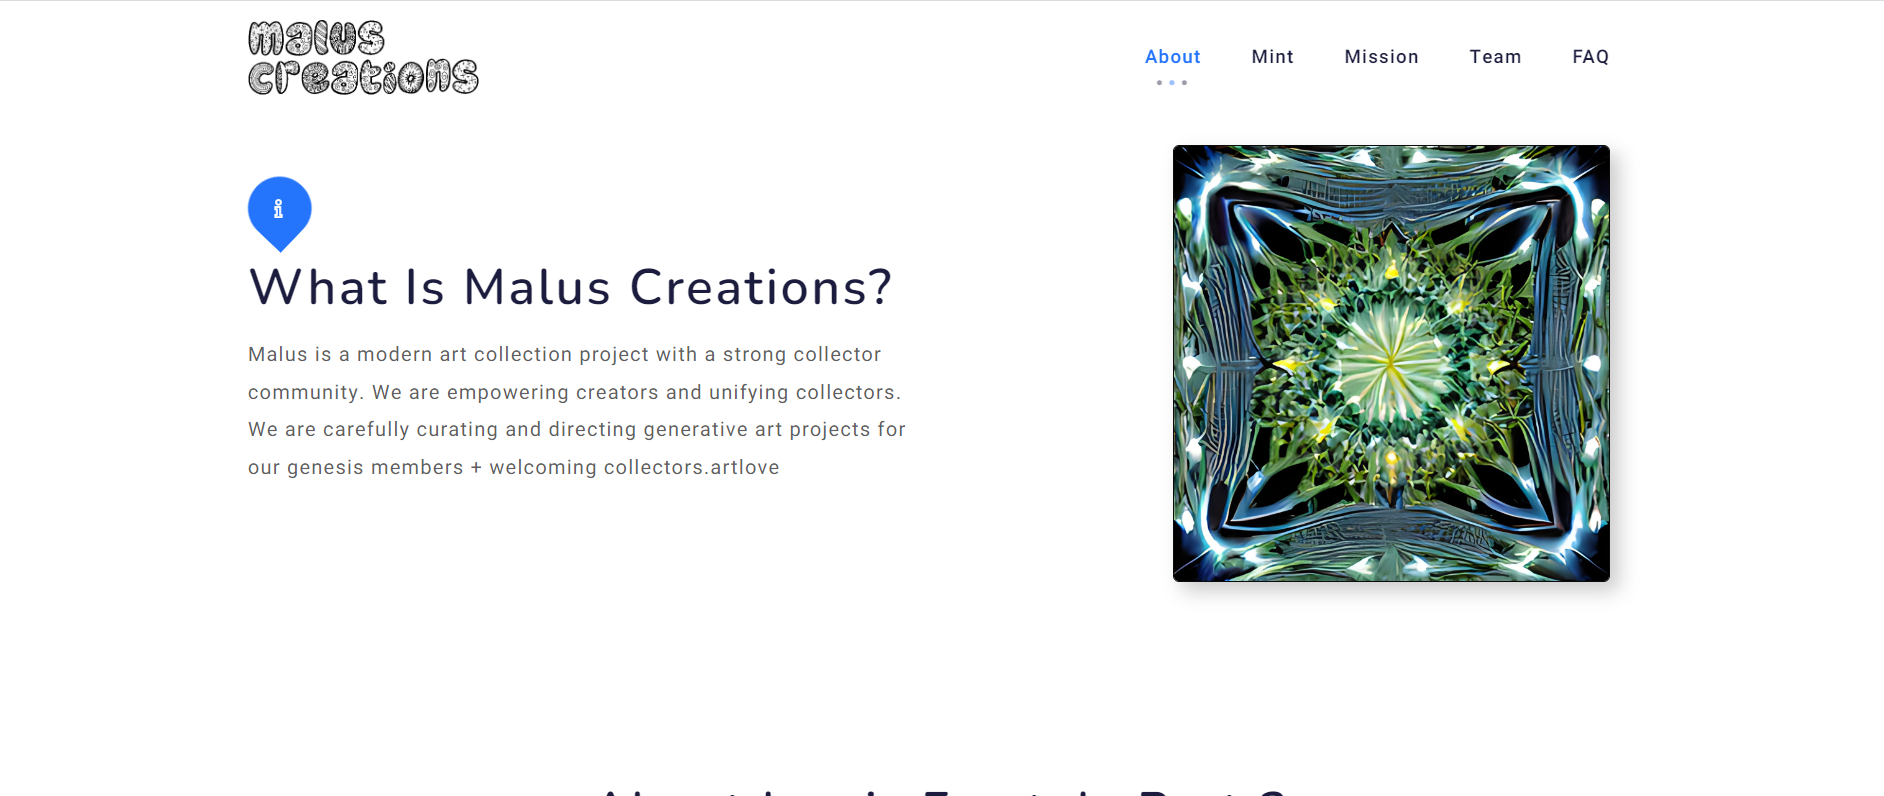 malus
creations
About Mint Mission Team FAQ
i
What Is Malus Creations?
Malus is a modern art collection project with a strong collector
community. We are empowering creators and unifying collectors.
We are carefully curating and directing generative art projects for
our genesis members + welcoming collectors.artlove